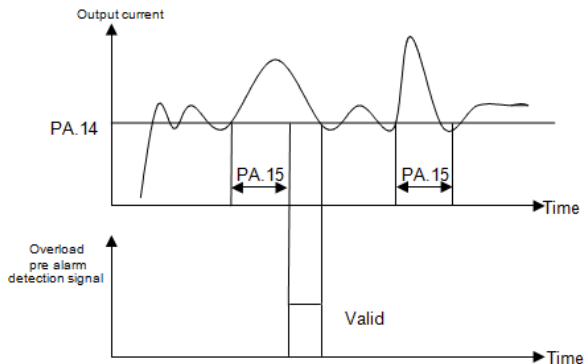 Output current
PA.14
PA.15
PA.15
Time
Overload
pre alarm
detection signal
Valid
Time